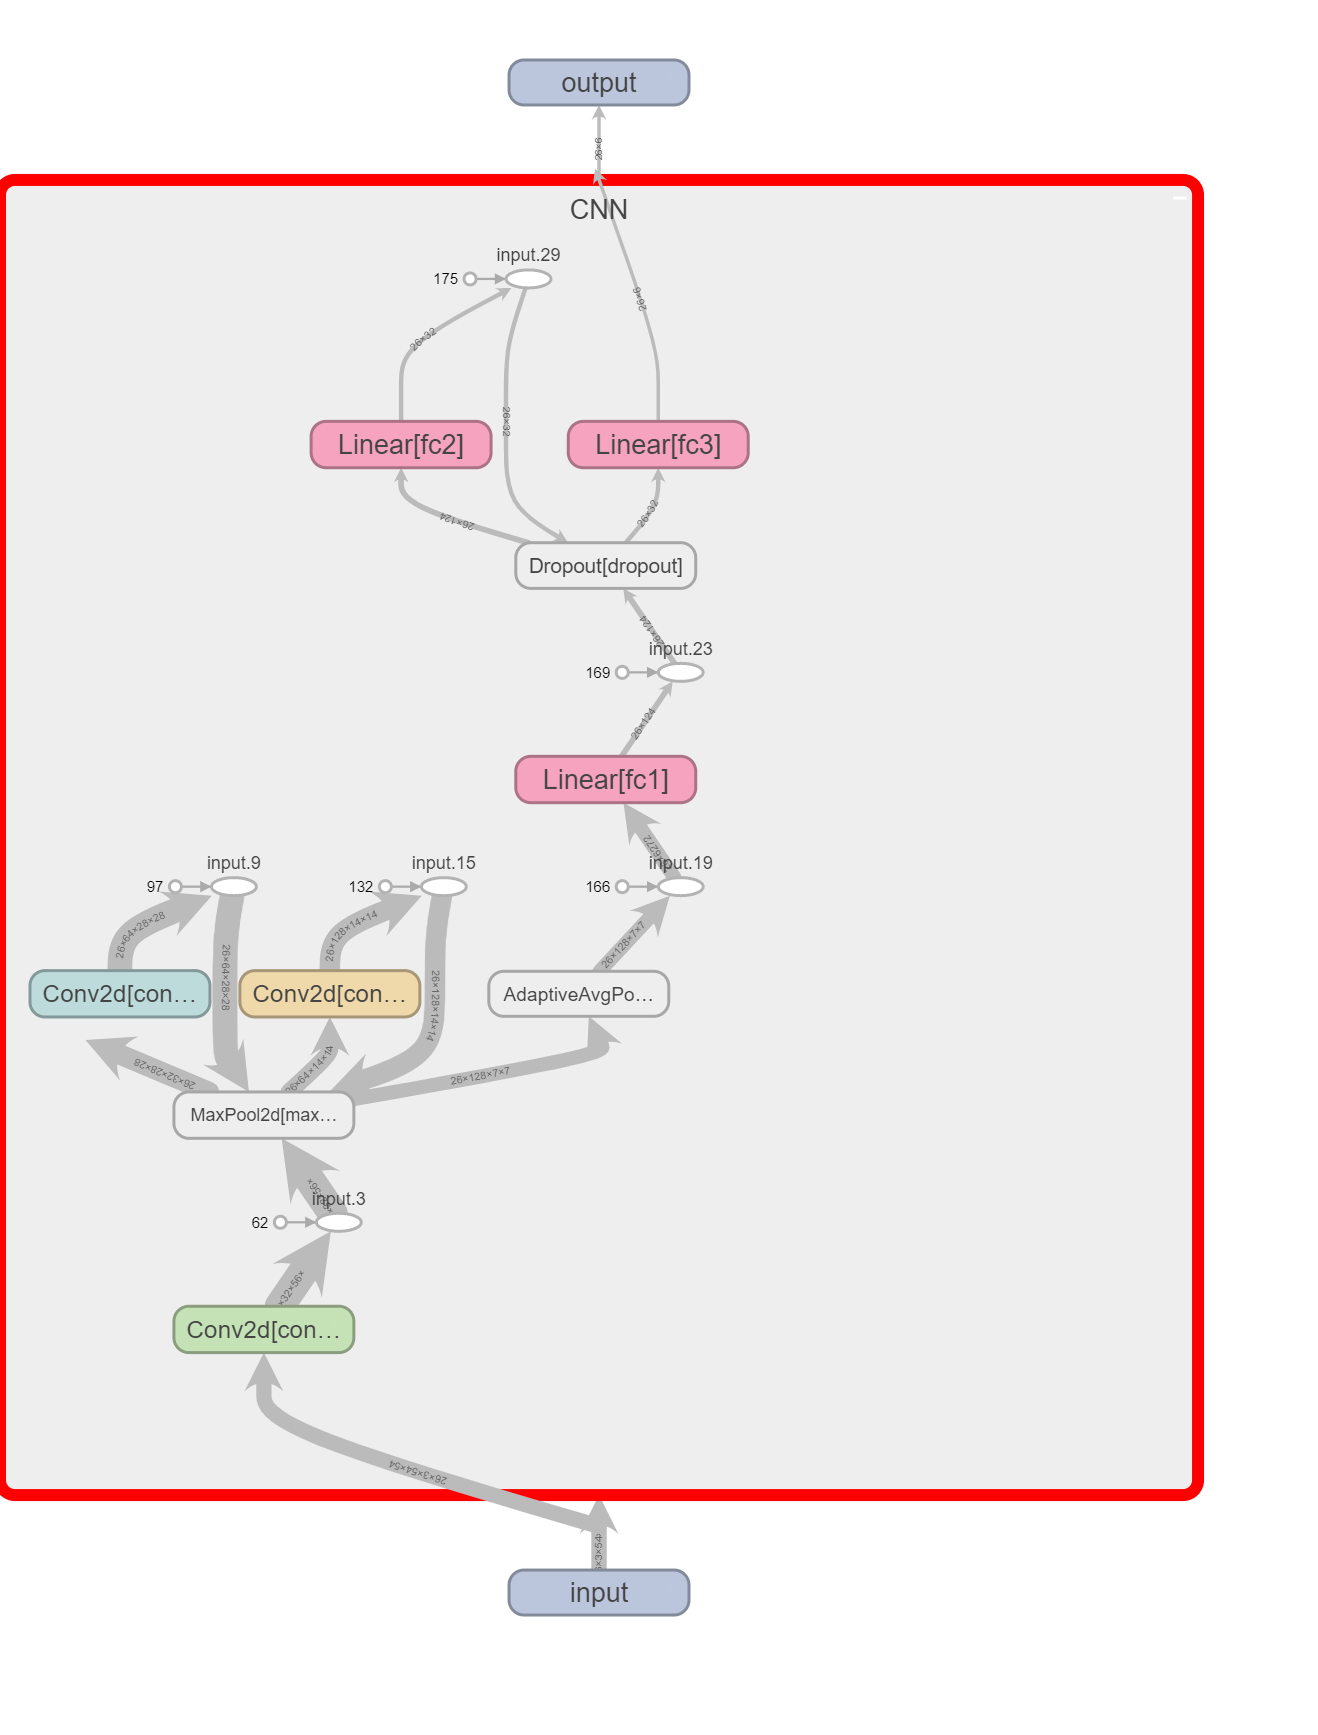 output
26×6
CNN
input.29
175
26×6
26×32
26×32
Linear[fc2]
Linear[fc3]
26×124
26×32
Dropout[dropout]
26×124
input.23
169
26×124
Linear[fc1]
6272
input.9
input.15
input.19
97
132
166
26×64×28×28
26×128×14×14
26×128×7×7
26×64×28×28
26×128×14×14
Conv2d[con…
Conv2d[con…
AdaptiveAvgPo…
26×32×28×28
26×64×14×14
26×128×7×7
MaxPool2d[max…
input.3
62
×32×56×
Conv2d[con…
26×3×54×54
×3×54
input